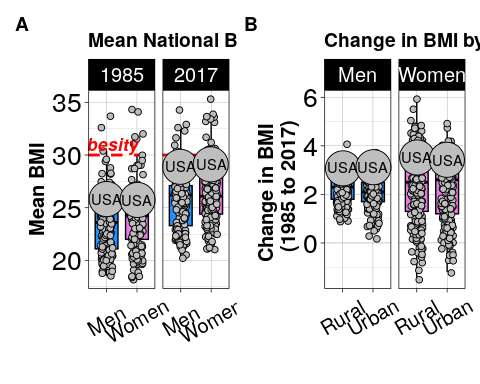 A
B
Mean National B
Change in BMI by
1985
2017
Men
Women
Mean BMI
35
30
25
20
besity
USA
USA
USA
USA
Men
Women
Men
Women
Change in BMI
(1985 to 2017)
6
4
2
0
USA
USA
USA
USA
Rural
Urban
Rural
Urban